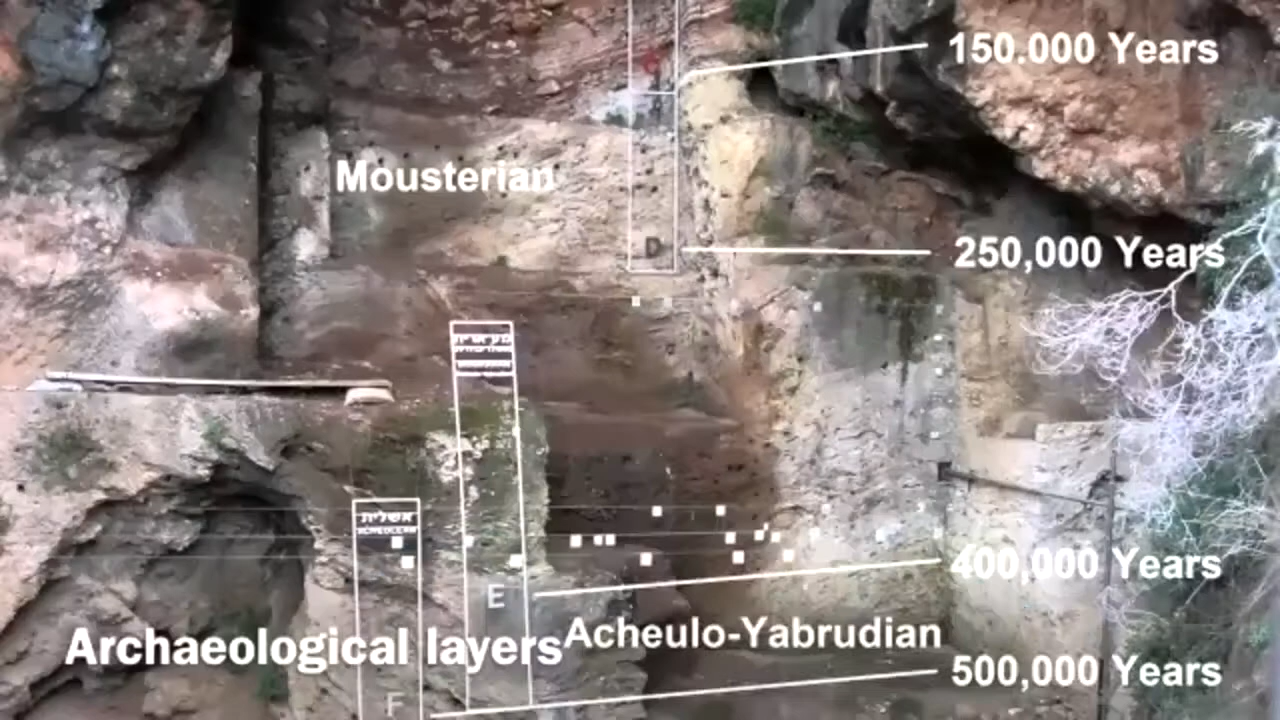 150.000 Years
Mousterian
D
250,000 Years
אשלית
E
400,000 Years
Acheulo-Yabrudian
Archaeological layers
500,000 Years
F